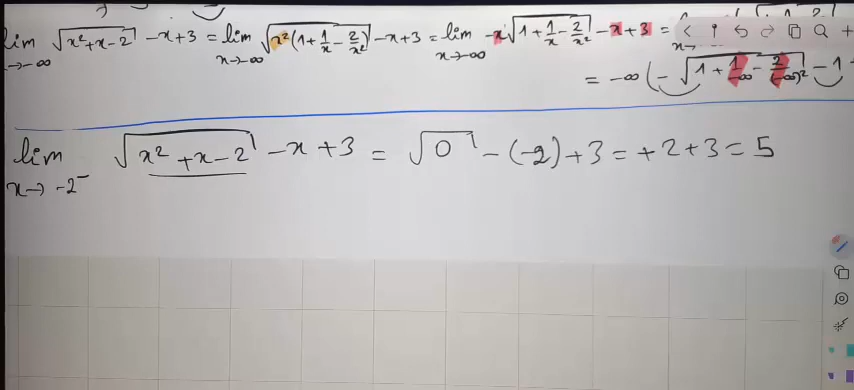 lim √(x²+x-2) -x+3 = lim √(x²(1+1/x-2/x²)) -x+3 = lim -x√(1+1/x-2/x²) -x+3 =
x→-∞ x→-∞ x→-∞
= -∞(-√(1+1/-∞-2/(-∞)²) -1
lim √(x²+x-2) -x+3 = √0 -(-2)+3 = +2+3 = 5
x→-2⁻